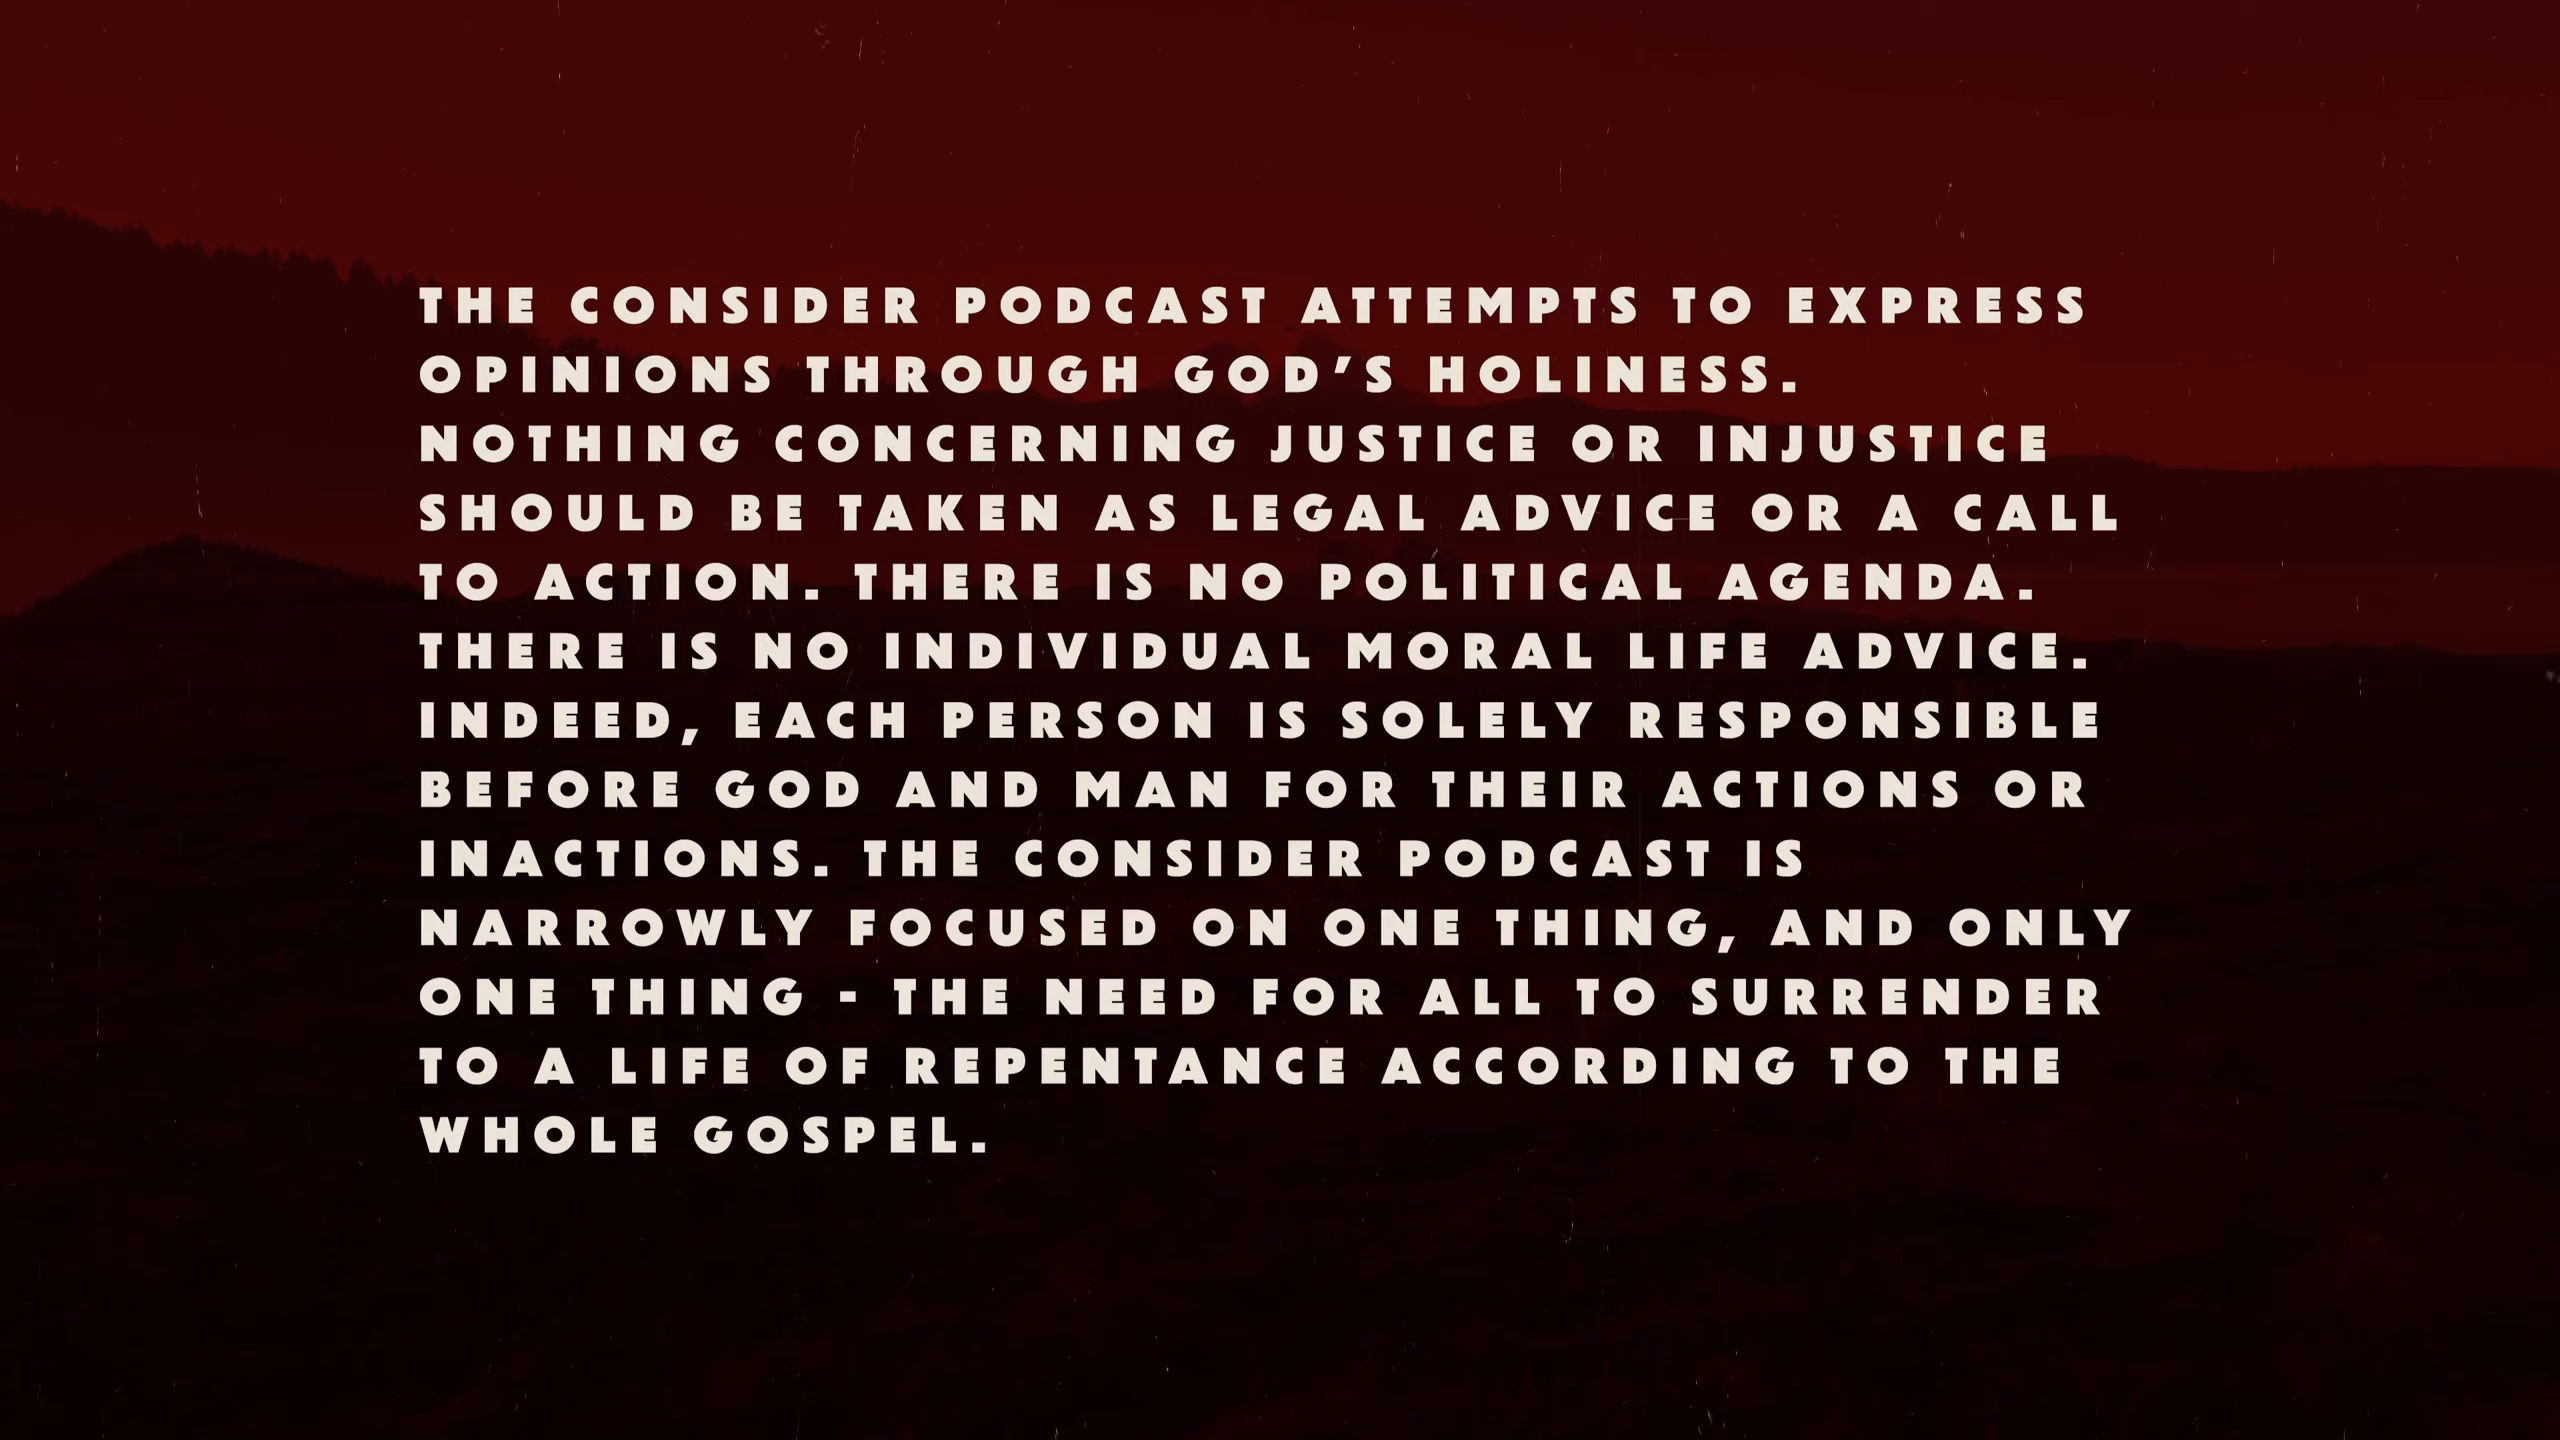 THE CONSIDER PODCAST ATTEMPTS TO EXPRESS
OPINIONS THROUGH GOD'S HOLINESS.
NOTHING CONCERNING JUSTICE OR INJUSTICE
SHOULD BE TAKEN AS LEGAL ADVICE OR A CALL
TO ACTION. THERE IS NO POLITICAL AGENDA.
THERE IS NO INDIVIDUAL MORAL LIFE ADVICE.
INDEED, EACH PERSON IS SOLELY RESPONSIBLE
BEFORE GOD AND MAN FOR THEIR ACTIONS OR
INACTIONS. THE CONSIDER PODCAST IS
NARROWLY FOCUSED ON ONE THING, AND ONLY
ONE THING - THE NEED FOR ALL TO SURRENDER
TO A LIFE OF REPENTANCE ACCORDING TO THE
WHOLE GOSPEL.